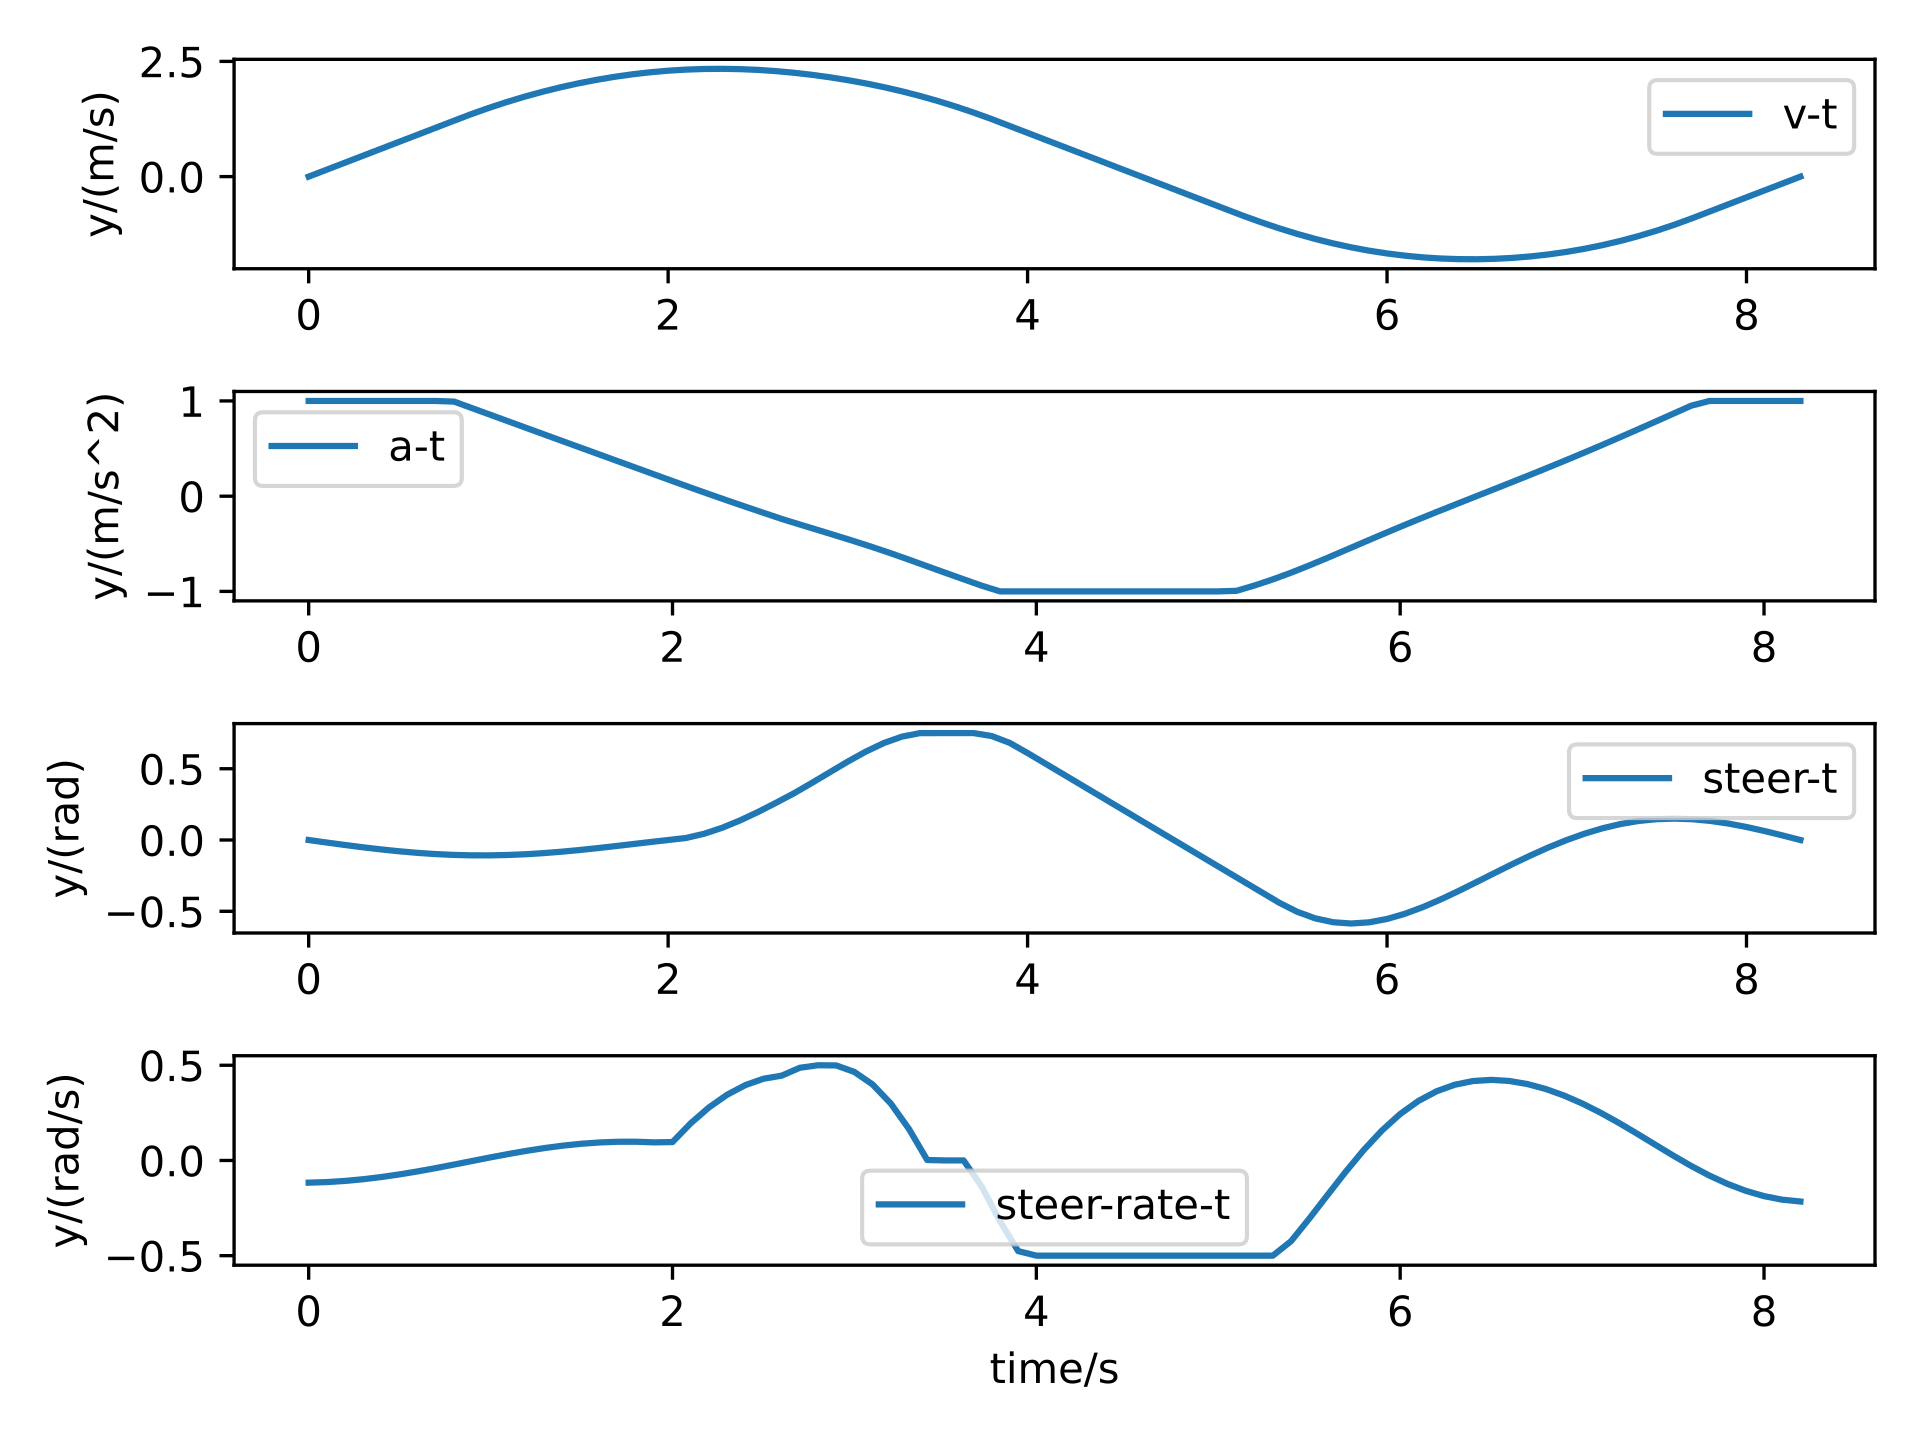 2.5
0.0
y/(m/s)
v-t
0 2 4 6 8
1
0
−1
y/(m/s^2)
a-t
0 2 4 6 8
0.5
0.0
−0.5
y/(rad)
steer-t
0 2 4 6 8
0.5
0.0
−0.5
y/(rad/s)
steer-rate-t
0 2 4 6 8
time/s